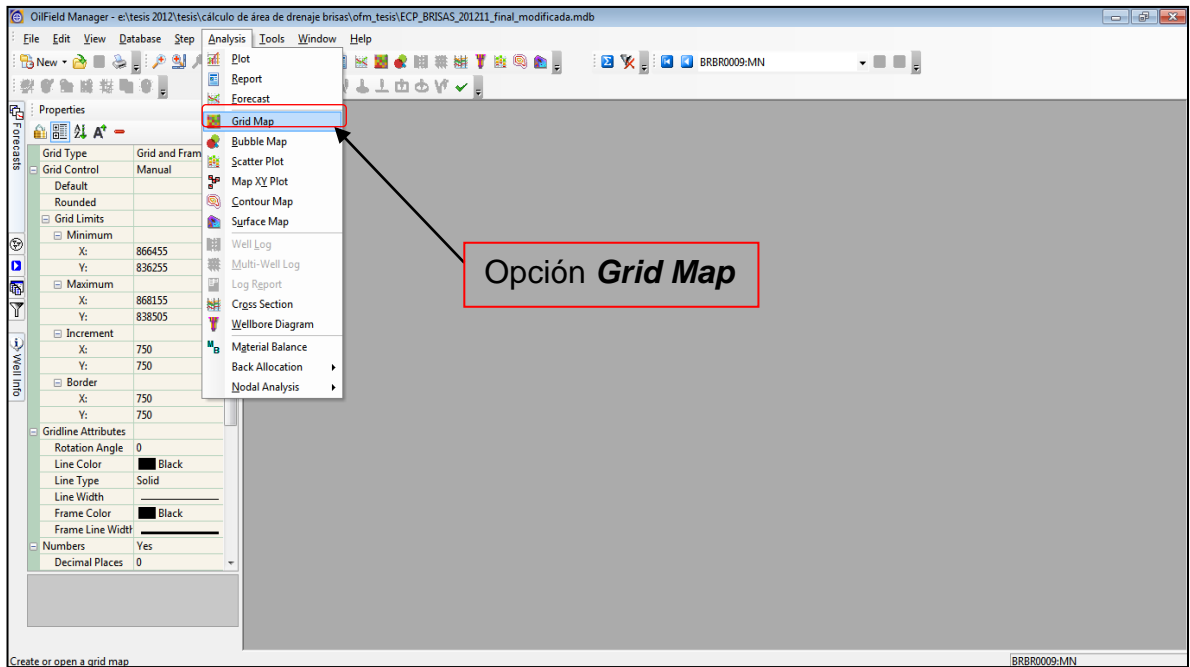 OilField Manager - e:\tesis 2012\tesis\cálculo de área de drenaje brisas\ofm_tesis\ECP_BRISAS_201211_final_modificada.mdb
File Edit View Database Step Analysis Tools Window Help
New
BRBR0009:MN
Plot
Report
Forecast
Grid Map
Bubble Map
Scatter Plot
Map XY Plot
Contour Map
Surface Map
Well Log
Multi-Well Log
Log Report
Cross Section
Wellbore Diagram
MB Material Balance
Back Allocation
Nodal Analysis
Opción Grid Map
Forecasts
Well Info
Properties
Grid Type Grid and Fram
Grid Control Manual
Default
Rounded
Grid Limits
Minimum
X: 866455
Y: 836255
Maximum
X: 868155
Y: 838505
Increment
X: 750
Y: 750
Border
X: 750
Y: 750
Gridline Attributes
Rotation Angle 0
Line Color Black
Line Type Solid
Line Width
Frame Color Black
Frame Line Widt
Numbers Yes
Decimal Places 0
Create or open a grid map
BRBR0009:MN